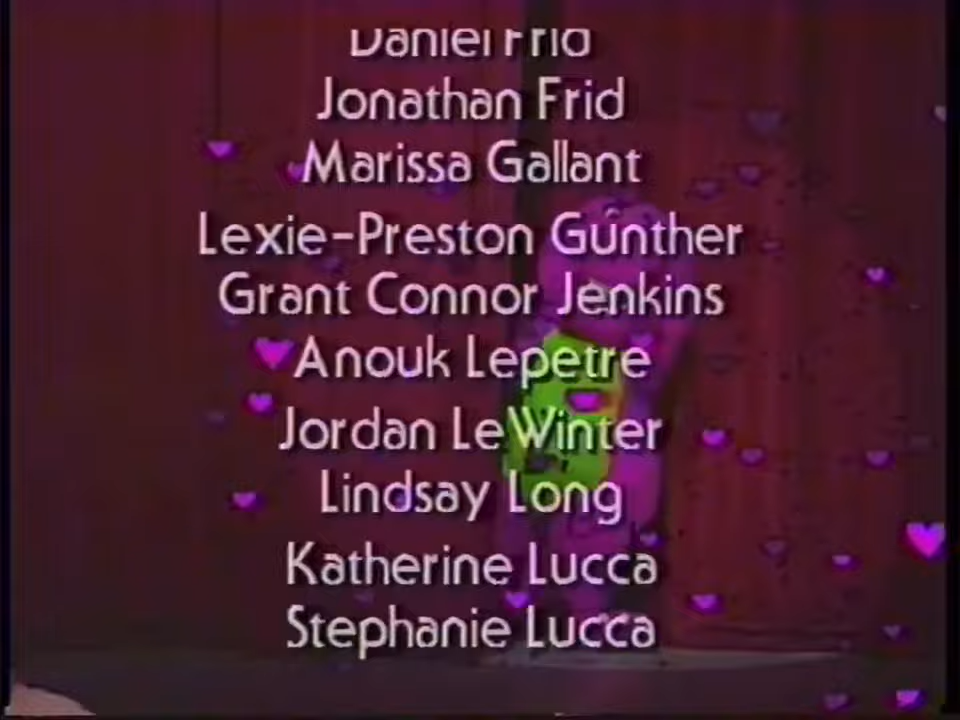 Daniel Frid
Jonathan Frid
Marissa Gallant
Lexie-Preston Gunther
Grant Connor Jenkins
Anouk Lepetre
Jordan LeWinter
Lindsay Long
Katherine Lucca
Stephanie Lucca